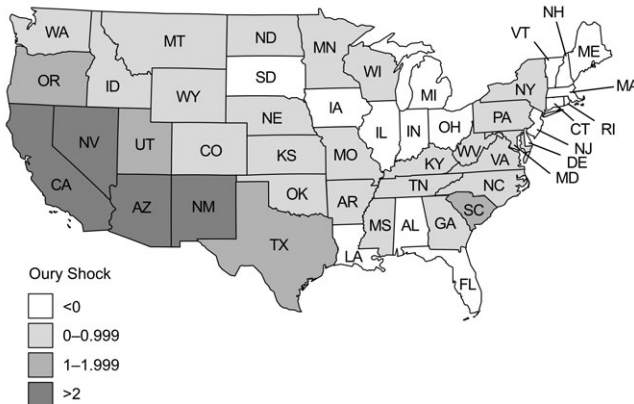 NH
VT
ME
WA
MT
ND
MN
OR
ID
SD
WI
MI
NY
MA
WY
IA
PA
CT
RI
NE
IL
IN
OH
NJ
NV
UT
CO
DE
WV
VA
MD
KS
MO
KY
CA
TN
NC
OK
AR
SC
AZ
NM
MS
AL
GA
TX
LA
FL
Oury Shock
<0
0–0.999
1–1.999
>2